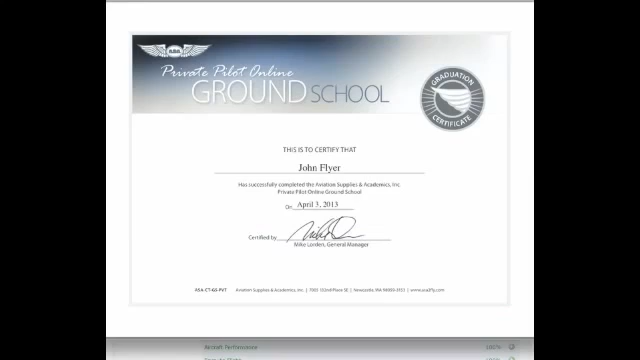 ASA
Private Pilot Online
GROUND SCHOOL
GRADUATION
CERTIFICATE
THIS IS TO CERTIFY THAT
John Flyer
Has successfully completed the Aviation Supplies & Academics, Inc.
Private Pilot Online Ground School
On April 3, 2013
Certified by
Mike Lorden, General Manager
ASA-CT-GS-PVT Aviation Supplies & Academics, Inc. | 7005 132nd Place SE | Newcastle, WA 98059-3153 | www.asa2fly.com
Aircraft Performance 100%
100%